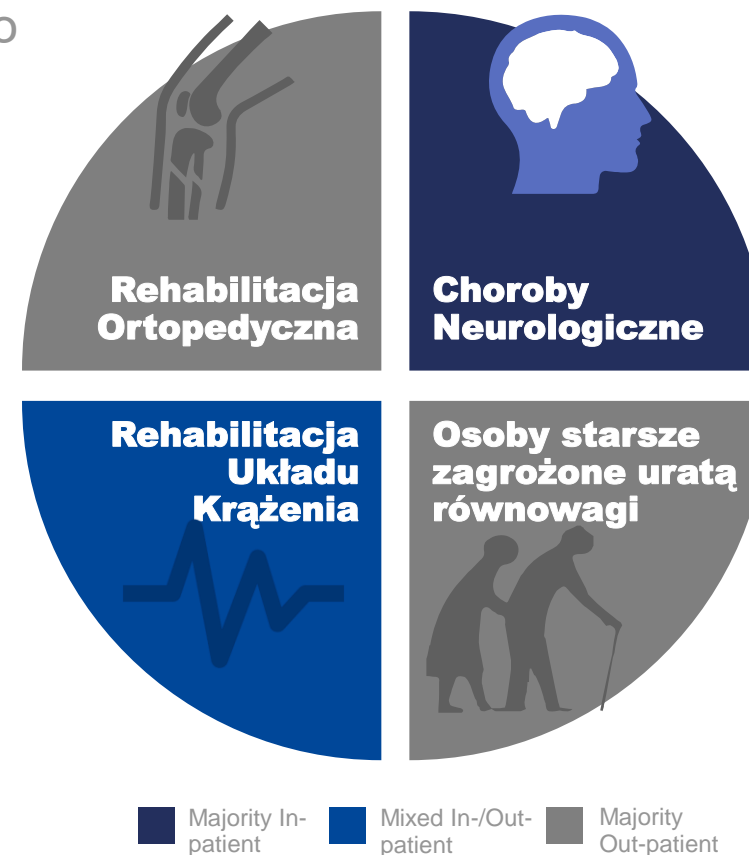 o
Rehabilitacja
Ortopedyczna
Choroby
Neurologiczne
Rehabilitacja
Układu
Krążenia
Osoby starsze
zagrożone uratą
równowagi
Majority In-
patient
Mixed In-/Out-
patient
Majority
Out-patient